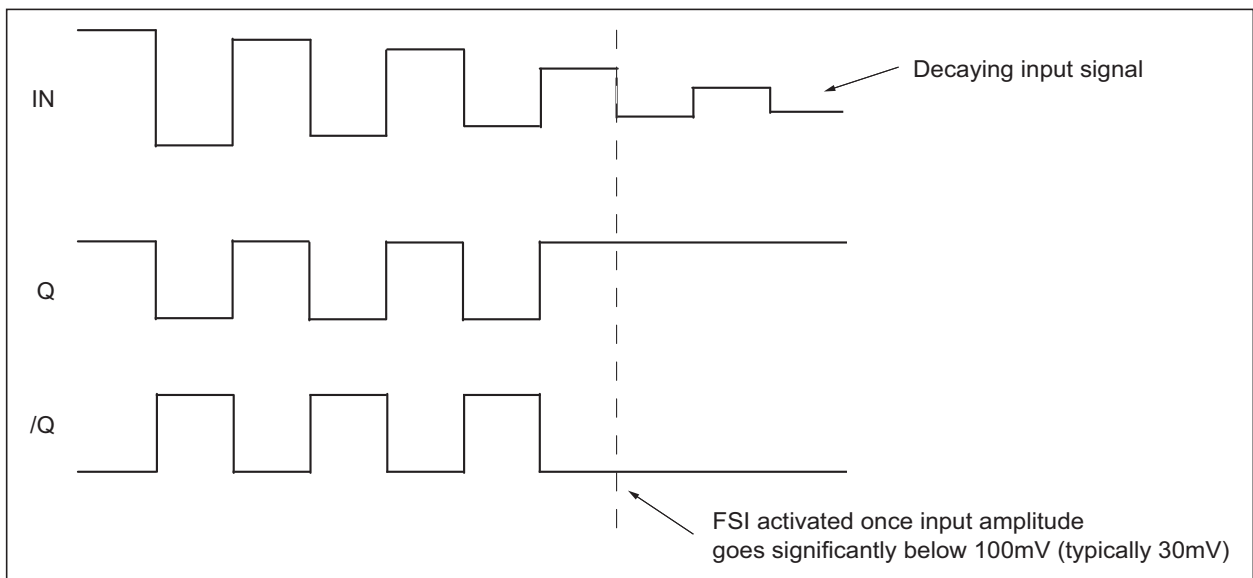 IN
Decaying input signal
Q
/Q
FSI activated once input amplitude
goes significantly below 100mV (typically 30mV)